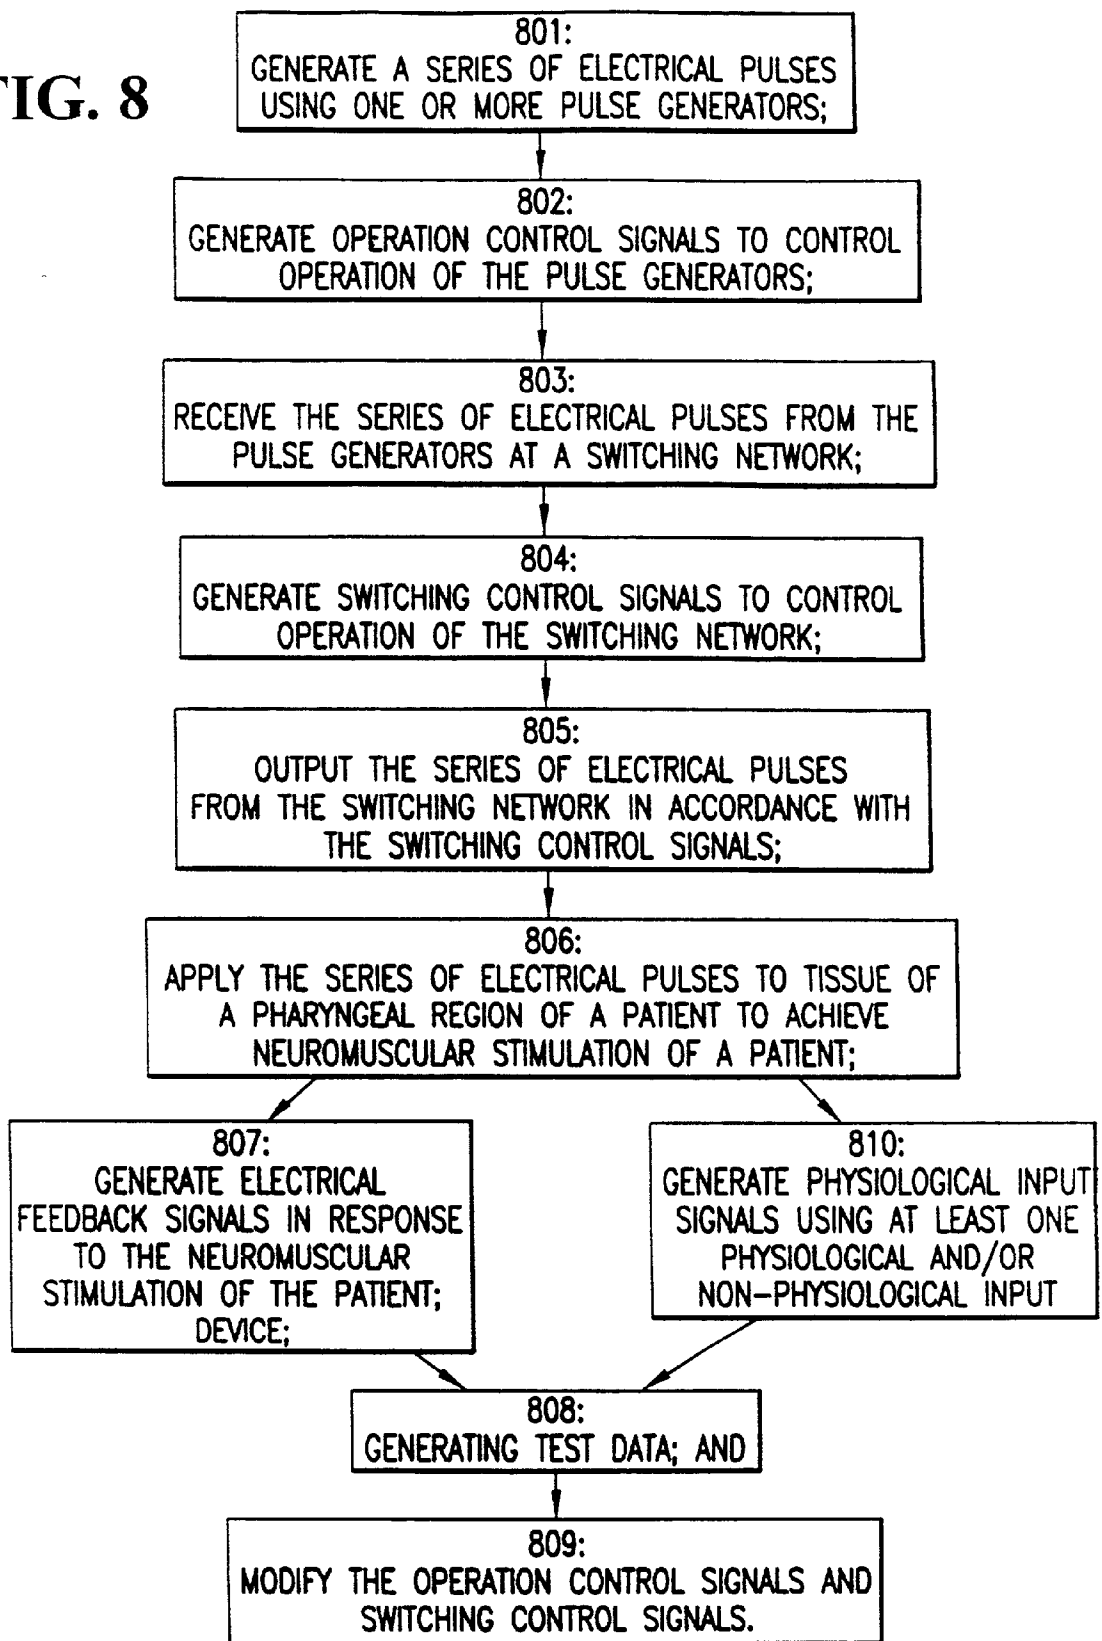 FIG. 8
801:
GENERATE A SERIES OF ELECTRICAL PULSES
USING ONE OR MORE PULSE GENERATORS;
802:
GENERATE OPERATION CONTROL SIGNALS TO CONTROL
OPERATION OF THE PULSE GENERATORS;
803:
RECEIVE THE SERIES OF ELECTRICAL PULSES FROM THE
PULSE GENERATORS AT A SWITCHING NETWORK;
804:
GENERATE SWITCHING CONTROL SIGNALS TO CONTROL
OPERATION OF THE SWITCHING NETWORK;
805:
OUTPUT THE SERIES OF ELECTRICAL PULSES
FROM THE SWITCHING NETWORK IN ACCORDANCE WITH
THE SWITCHING CONTROL SIGNALS;
806:
APPLY THE SERIES OF ELECTRICAL PULSES TO TISSUE OF
A PHARYNGEAL REGION OF A PATIENT TO ACHIEVE
NEUROMUSCULAR STIMULATION OF A PATIENT;
807:
GENERATE ELECTRICAL
FEEDBACK SIGNALS IN RESPONSE
TO THE NEUROMUSCULAR
STIMULATION OF THE PATIENT;
DEVICE;
810:
GENERATE PHYSIOLOGICAL INPUT
SIGNALS USING AT LEAST ONE
PHYSIOLOGICAL AND/OR
NON-PHYSIOLOGICAL INPUT
808:
GENERATING TEST DATA; AND
809:
MODIFY THE OPERATION CONTROL SIGNALS AND
SWITCHING CONTROL SIGNALS.